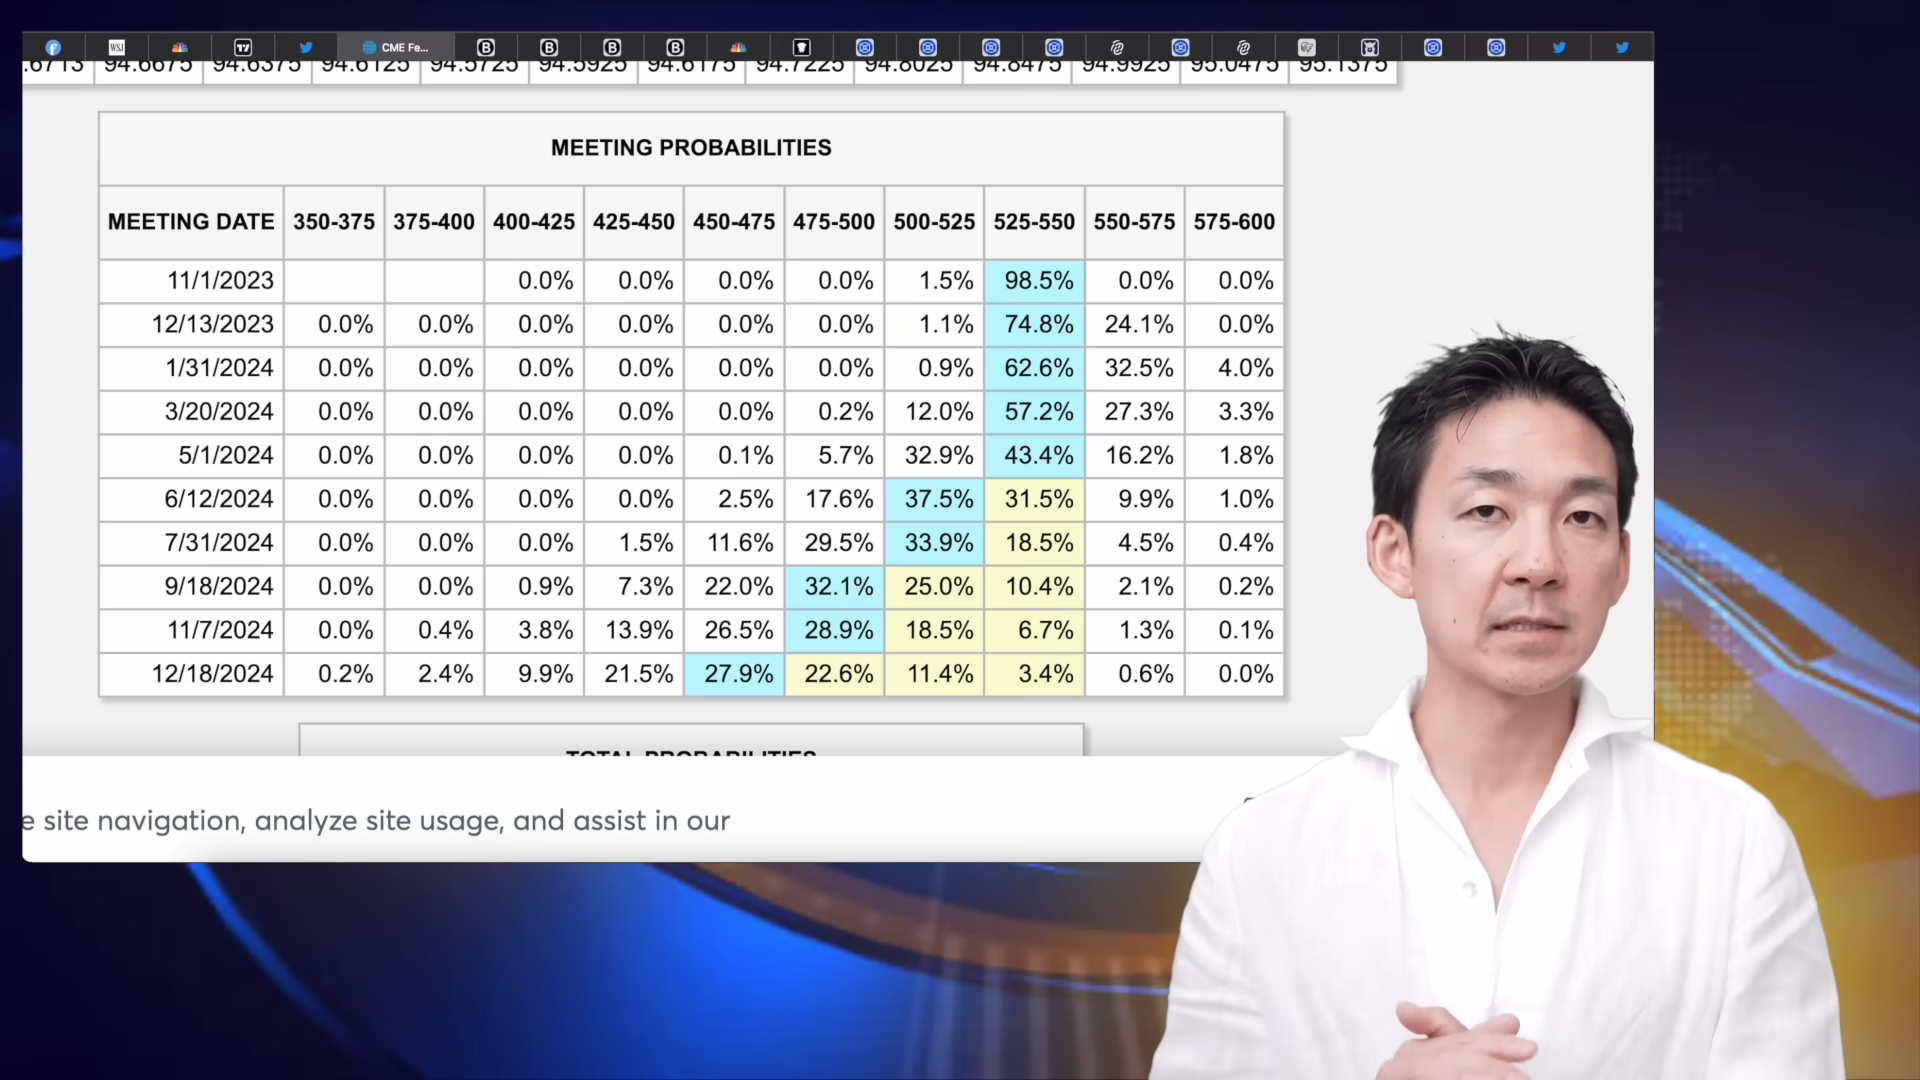 WSJ
CME Fe...
.6713 94.6675 94.6375 94.6125 94.5725 94.5925 94.6175 94.7225 94.8025 94.8475 94.9925 95.0475 95.1375
MEETING PROBABILITIES
MEETING DATE 350-375 375-400 400-425 425-450 450-475 475-500 500-525 525-550 550-575 575-600
11/1/2023 0.0% 0.0% 0.0% 0.0% 1.5% 98.5% 0.0% 0.0%
12/13/2023 0.0% 0.0% 0.0% 0.0% 0.0% 0.0% 1.1% 74.8% 24.1% 0.0%
1/31/2024 0.0% 0.0% 0.0% 0.0% 0.0% 0.0% 0.9% 62.6% 32.5% 4.0%
3/20/2024 0.0% 0.0% 0.0% 0.0% 0.0% 0.2% 12.0% 57.2% 27.3% 3.3%
5/1/2024 0.0% 0.0% 0.0% 0.0% 0.1% 5.7% 32.9% 43.4% 16.2% 1.8%
6/12/2024 0.0% 0.0% 0.0% 0.0% 2.5% 17.6% 37.5% 31.5% 9.9% 1.0%
7/31/2024 0.0% 0.0% 0.0% 1.5% 11.6% 29.5% 33.9% 18.5% 4.5% 0.4%
9/18/2024 0.0% 0.0% 0.9% 7.3% 22.0% 32.1% 25.0% 10.4% 2.1% 0.2%
11/7/2024 0.0% 0.4% 3.8% 13.9% 26.5% 28.9% 18.5% 6.7% 1.3% 0.1%
12/18/2024 0.2% 2.4% 9.9% 21.5% 27.9% 22.6% 11.4% 3.4% 0.6% 0.0%
TOTAL PROBABILITIES
e site navigation, analyze site usage, and assist in our